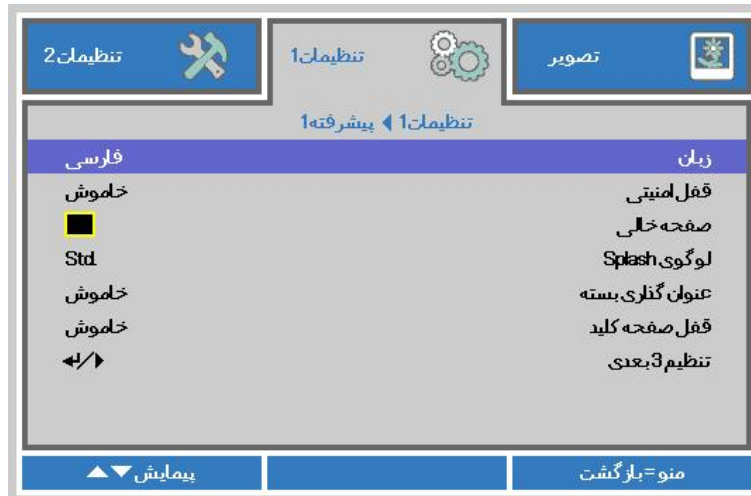 تصویر
تنظیمات1
تنظیمات2
تنظیمات1 ⏴ پیشرفته1
زبان فارسی
قفل امنیتی خاموش
صفحه خالی
لوگوی Splash Std.
عنوان گذاری بسته خاموش
قفل صفحه کلید خاموش
تنظیم 3 بعدی ↵/▶
منو=بازگشت
پیمایش▼▲